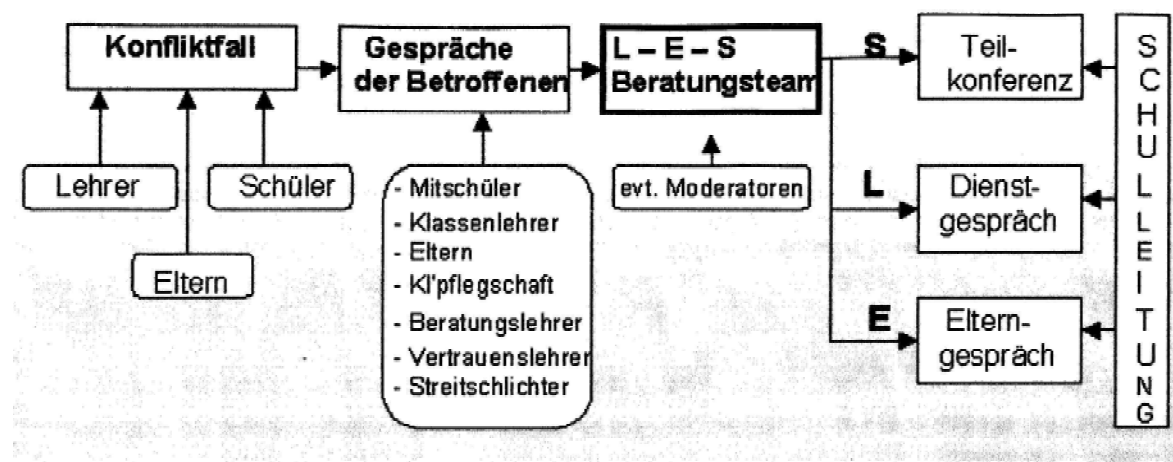 Konfliktfall
Lehrer
Eltern
Schüler
Gespräche
der Betroffenen
- Mitschüler
- Klassenlehrer
- Eltern
- Kl'pflegschaft
- Beratungslehrer
- Vertrauenslehrer
- Streitschlichter
L – E – S
Beratungsteam
evt. Moderatoren
S
Teil-
konferenz
L
Dienst-
gespräch
E
Eltern-
gespräch
SCHULLEITUNG